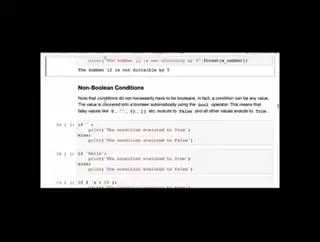 The number 12 is not divisible by 5
Non-Boolean Conditions
Note that conditions do not necessarily have to be booleans. In fact, a condition can be any value.
The value is converted into a boolean automatically using the bool operator. This means that
falsy values like 0, '', {}, [] etc. evaluate to False and all other values evaluate to True.
print('The condition evaluated to True')
else:
print('The condition evaluated to False')
if 'Hello':
print('The condition evaluated to True')
else:
print('The condition evaluated to False')